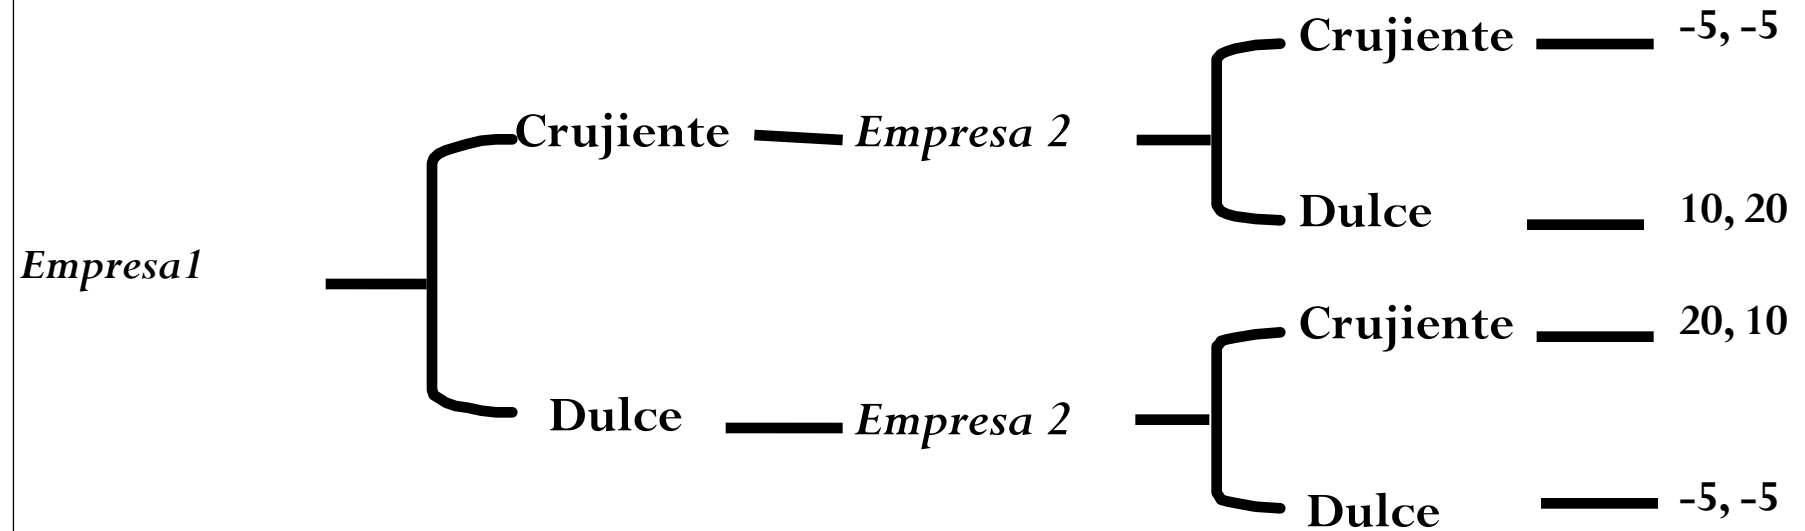 Crujiente -5, -5
Crujiente Empresa 2
Dulce 10, 20
Empresa1
Crujiente 20, 10
Dulce Empresa 2
Dulce -5, -5